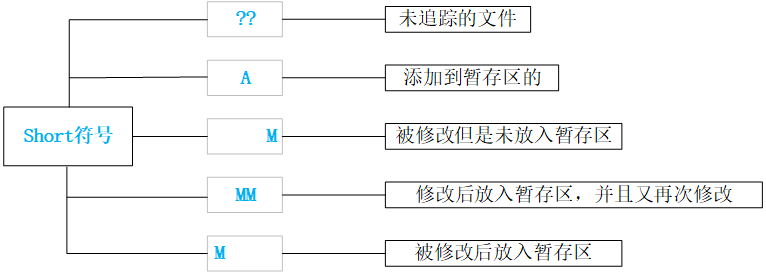 ??
未追踪的文件
A
添加到暂存区的
Short符号
M
被修改但是未放入暂存区
MM
修改后放入暂存区，并且又再次修改
M
被修改后放入暂存区